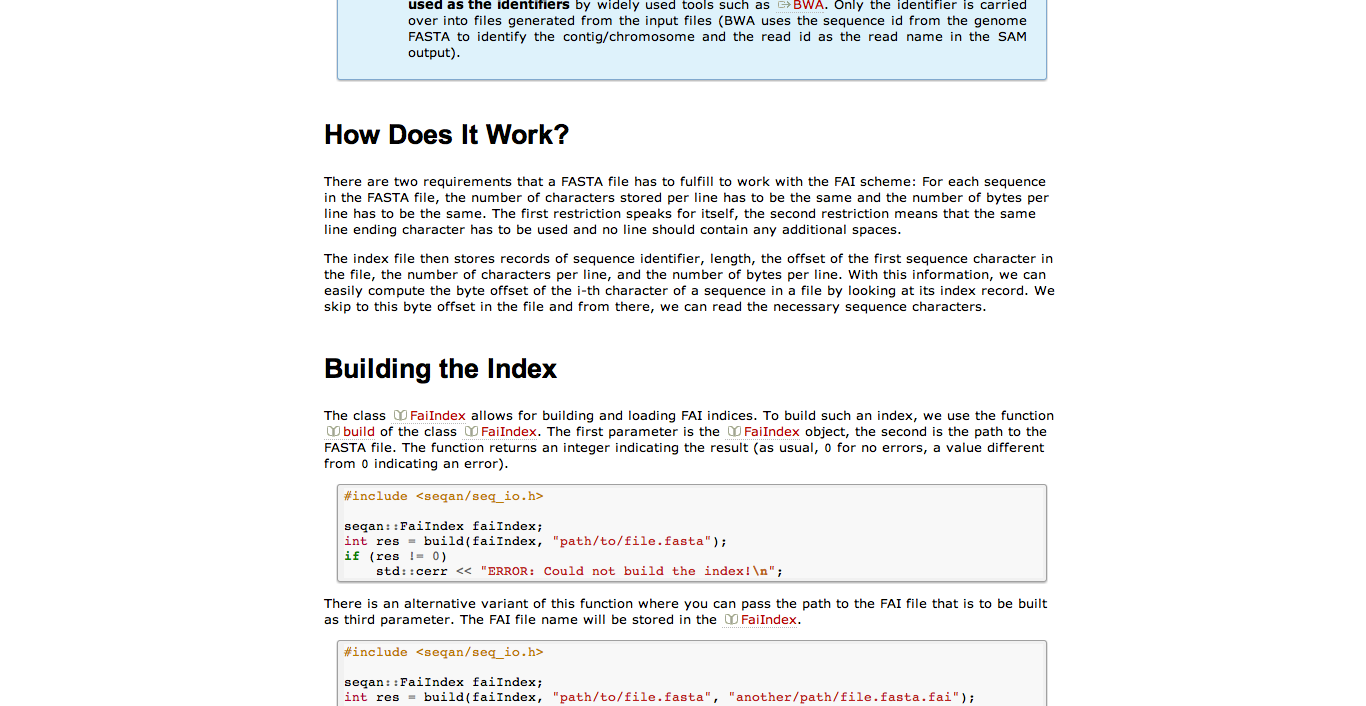 used as the identifiers by widely used tools such as BWA. Only the identifier is carried
over into files generated from the input files (BWA uses the sequence id from the genome
FASTA to identify the contig/chromosome and the read id as the read name in the SAM
output).
How Does It Work?
There are two requirements that a FASTA file has to fulfill to work with the FAI scheme: For each sequence
in the FASTA file, the number of characters stored per line has to be the same and the number of bytes per
line has to be the same. The first restriction speaks for itself, the second restriction means that the same
line ending character has to be used and no line should contain any additional spaces.
The index file then stores records of sequence identifier, length, the offset of the first sequence character in
the file, the number of characters per line, and the number of bytes per line. With this information, we can
easily compute the byte offset of the i-th character of a sequence in a file by looking at its index record. We
skip to this byte offset in the file and from there, we can read the necessary sequence characters.
Building the Index
The class FaiIndex allows for building and loading FAI indices. To build such an index, we use the function
build of the class FaiIndex. The first parameter is the FaiIndex object, the second is the path to the
FASTA file. The function returns an integer indicating the result (as usual, 0 for no errors, a value different
from 0 indicating an error).
#include <seqan/seq_io.h>
seqan::FaiIndex faiIndex;
int res = build(faiIndex, "path/to/file.fasta");
if (res != 0)
    std::cerr << "ERROR: Could not build the index!\n";
There is an alternative variant of this function where you can pass the path to the FAI file that is to be built
as third parameter. The FAI file name will be stored in the FaiIndex.
#include <seqan/seq_io.h>
seqan::FaiIndex faiIndex;
int res = build(faiIndex, "path/to/file.fasta", "another/path/file.fasta.fai");